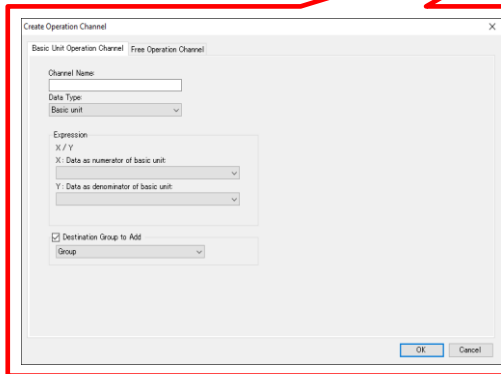 Create Operation Channel
Basic Unit Operation Channel Free Operation Channel
Channel Name:
Data Type:
Basic unit
Expression
X / Y
X : Data as numerator of basic unit:
Y : Data as denominator of basic unit:
Destination Group to Add
Group
OK Cancel